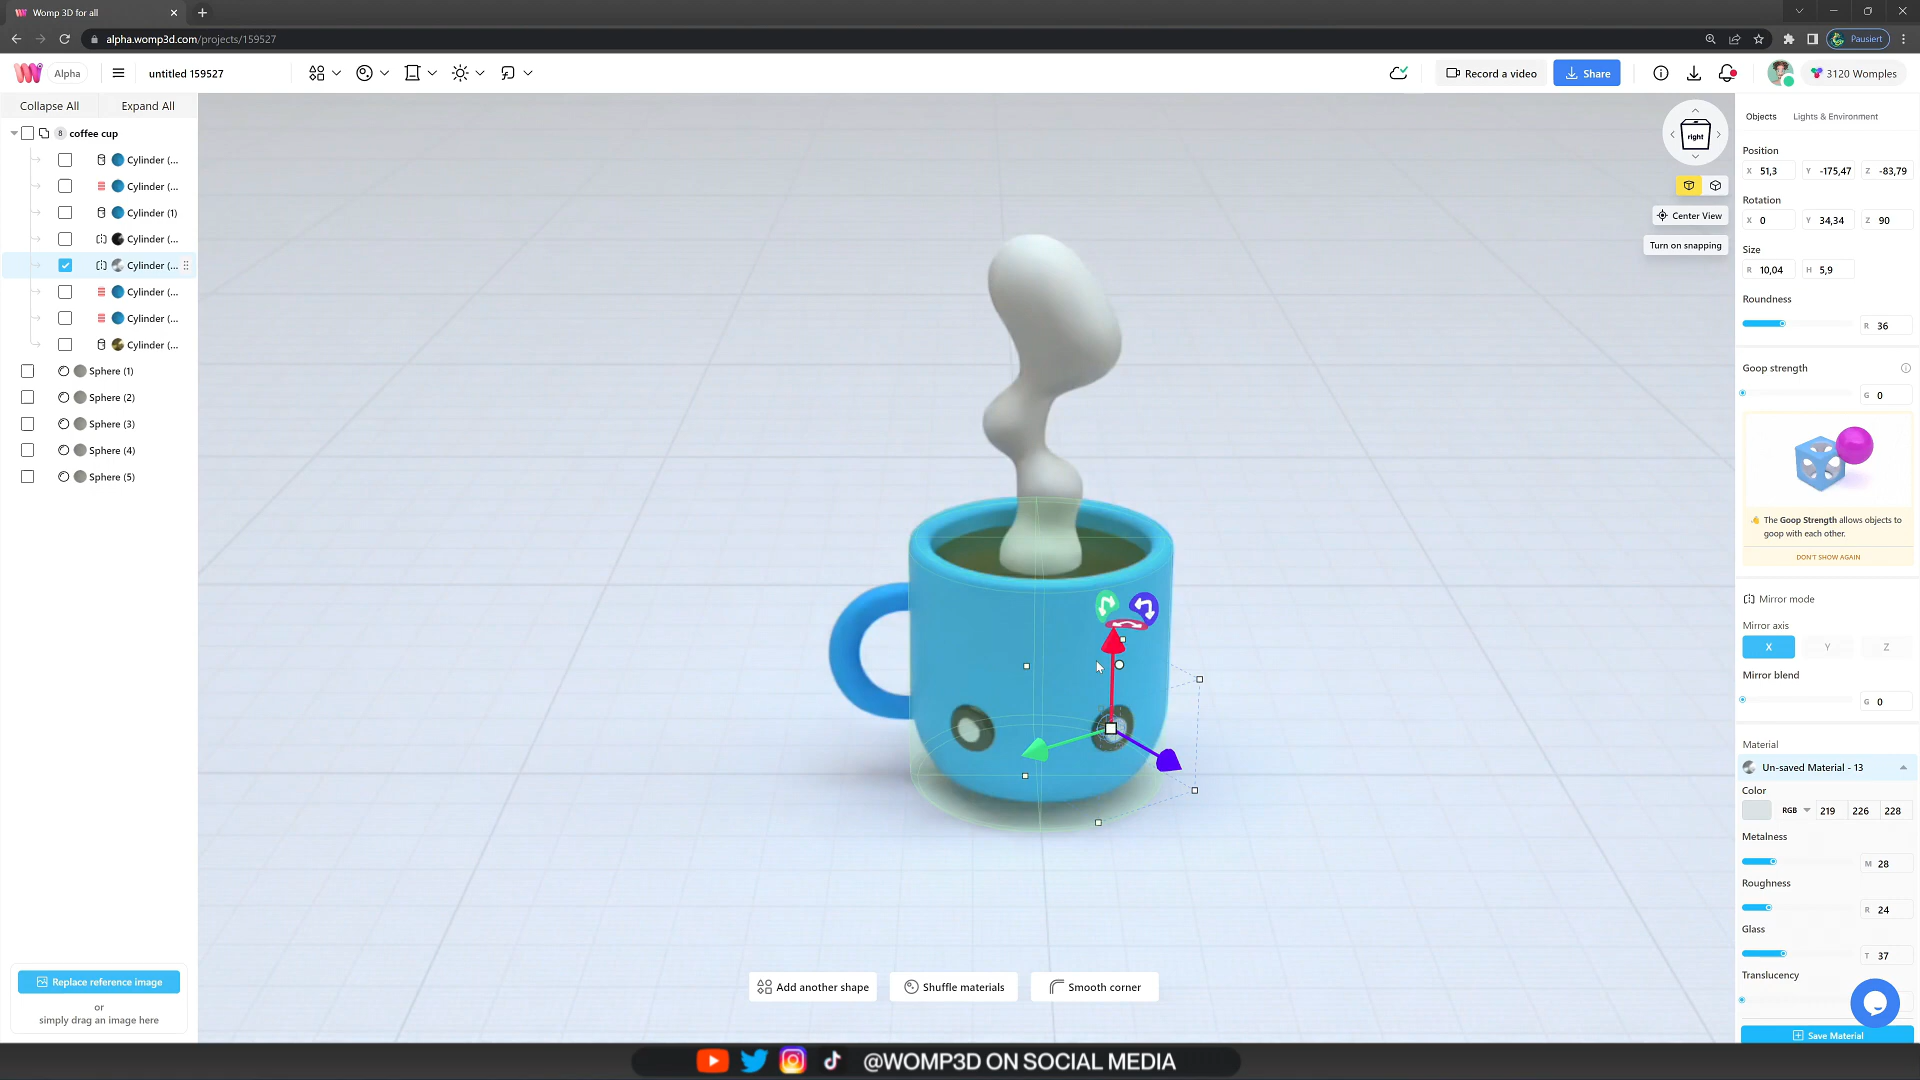 Womp 3D for all
alpha.womp3d.com/projects/159527
Pausiert
Alpha
untitled 159527
Record a video
Share
3120 Womples
Collapse All
Expand All
8 coffee cup
Cylinder (...
Cylinder (...
Cylinder (1)
Cylinder (...
Cylinder (...
Cylinder (...
Cylinder (...
Cylinder (...
Sphere (1)
Sphere (2)
Sphere (3)
Sphere (4)
Sphere (5)
Replace reference image
or
simply drag an image here
right
Center View
Turn on snapping
Add another shape
Shuffle materials
Smooth corner
Objects
Lights & Environment
Position
X 51,3 Y -175,47 Z -83,79
Rotation
X 0 Y 34,34 Z 90
Size
R 10,04 H 5,9
Roundness
R 36
Goop strength
G 0
The Goop Strength allows objects to
goop with each other.
DON'T SHOW AGAIN
Mirror mode
Mirror axis
X Y Z
Mirror blend
G 0
Material
Un-saved Material - 13
Color
RGB 219 226 228
Metalness
M 28
Roughness
R 24
Glass
T 37
Translucency
Save Material
@WOMP3D ON SOCIAL MEDIA